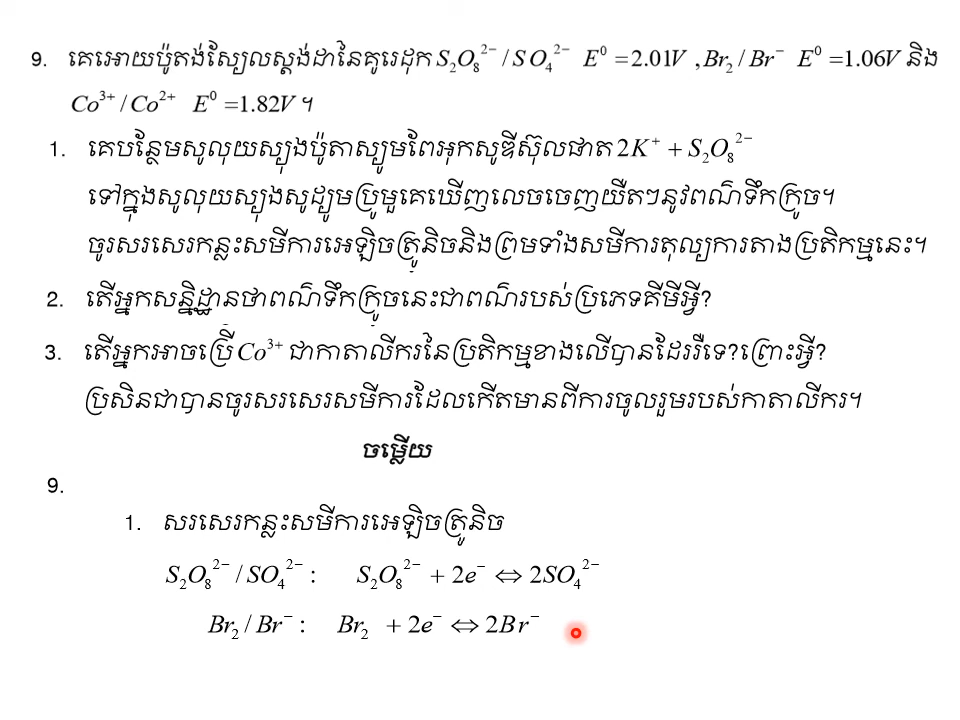 9. គេអោយប៉ូតង់ស្យែលស្តង់ដានៃគូរេដុក S₂O₈²⁻ / SO₄²⁻ E⁰ =2.01V , Br₂ / Br⁻ E⁰ =1.06V និង
Co³⁺ / Co²⁺ E⁰ =1.82V ។
1. គេបន្ថែមសូលុយស្យុងប៉ូតាស្យូមពែអុកសូឌីស៊ុលផាត 2K⁺ + S₂O₈²⁻
ទៅក្នុងសូលុយស្យុងសូដ្យូមប្រូមួគេឃើញលេចចេញយឺតៗនូវពណ៌ទឹកក្រូច។
ចូរសរសេរកន្លះសមីការអេឡិចត្រូនិចនិងព្រមទាំងសមីការតុល្យការតាងប្រតិកម្មនេះ។
2. តើអ្នកសន្និដ្ឋានថាពណ៌ទឹកក្រូចនេះជាពណ៌របស់ប្រភេទគីមីអ្វី?
3. តើអ្នកអាចប្រើ Co³⁺ ជាកាតាលីករនៃប្រតិកម្មខាងលើបានដែររឺទេ?ព្រោះអ្វី?
ប្រសិនជាបានចូរសរសេរសមីការដែលកើតមានពីការចូលរួមរបស់កាតាលីករ។
ចម្លើយ
9.
1. សរសេរកន្លះសមីការអេឡិចត្រូនិច
S₂O₈²⁻ / SO₄²⁻ : S₂O₈²⁻ + 2e⁻ ⇔ 2SO₄²⁻
Br₂ / Br⁻ : Br₂ + 2e⁻ ⇔ 2Br⁻